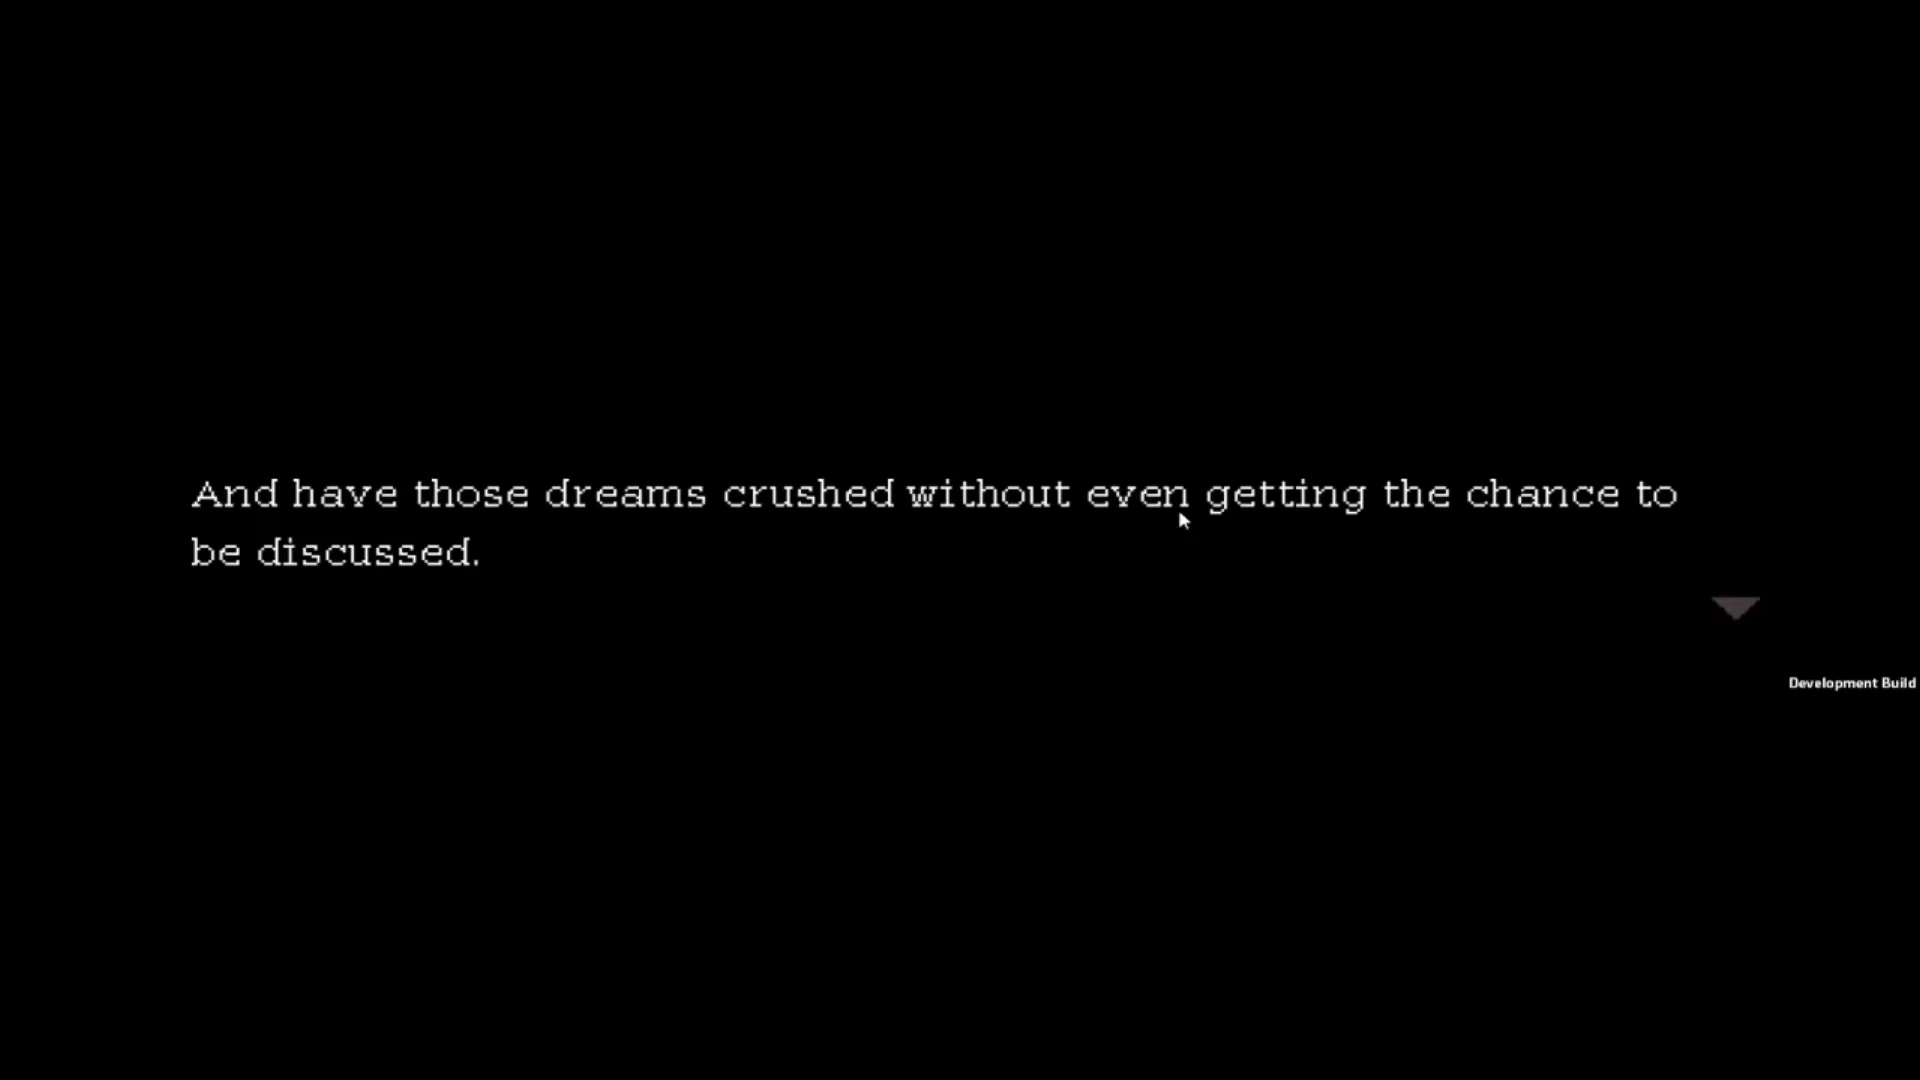 And have those dreams crushed without even getting the chance to
be discussed.
Development Build